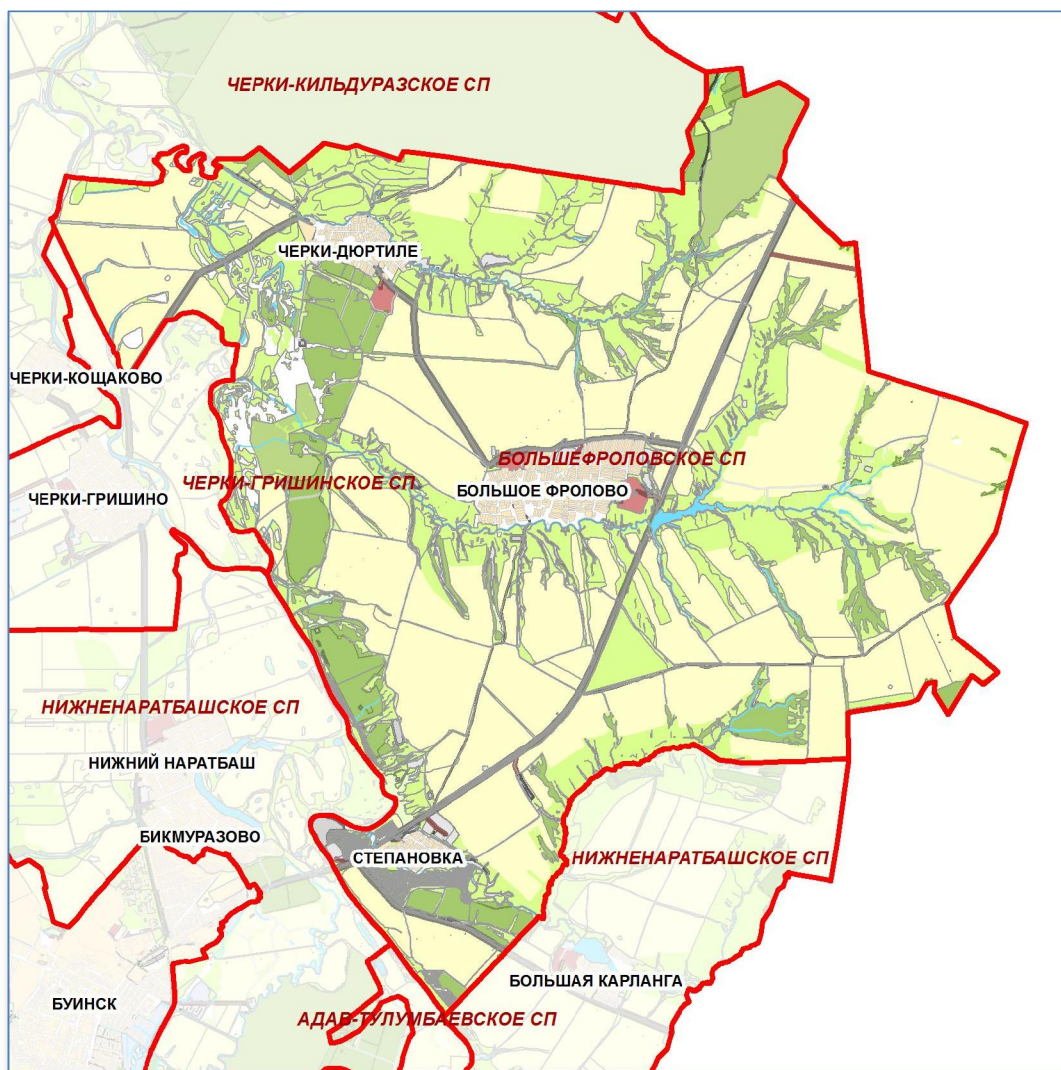 ЧЕРКИ-КИЛЬДУРАЗСКОЕ СП
ЧЕРКИ-ДЮРТИЛЕ
ЧЕРКИ-КОЩАКОВО
БОЛЬШЕФРОЛОВСКОЕ СП
ЧЕРКИ-ГРИШИНСКОЕ СП
БОЛЬШОЕ ФРОЛОВО
ЧЕРКИ-ГРИШИНО
НИЖНЕНАРАТБАШСКОЕ СП
НИЖНИЙ НАРАТБАШ
БИКМУРАЗОВО
СТЕПАНОВКА
НИЖНЕНАРАТБАШСКОЕ СП
БОЛЬШАЯ КАРЛАНГА
БУИНСК
АДАВ-ТУЛУМБАЕВСКОЕ СП